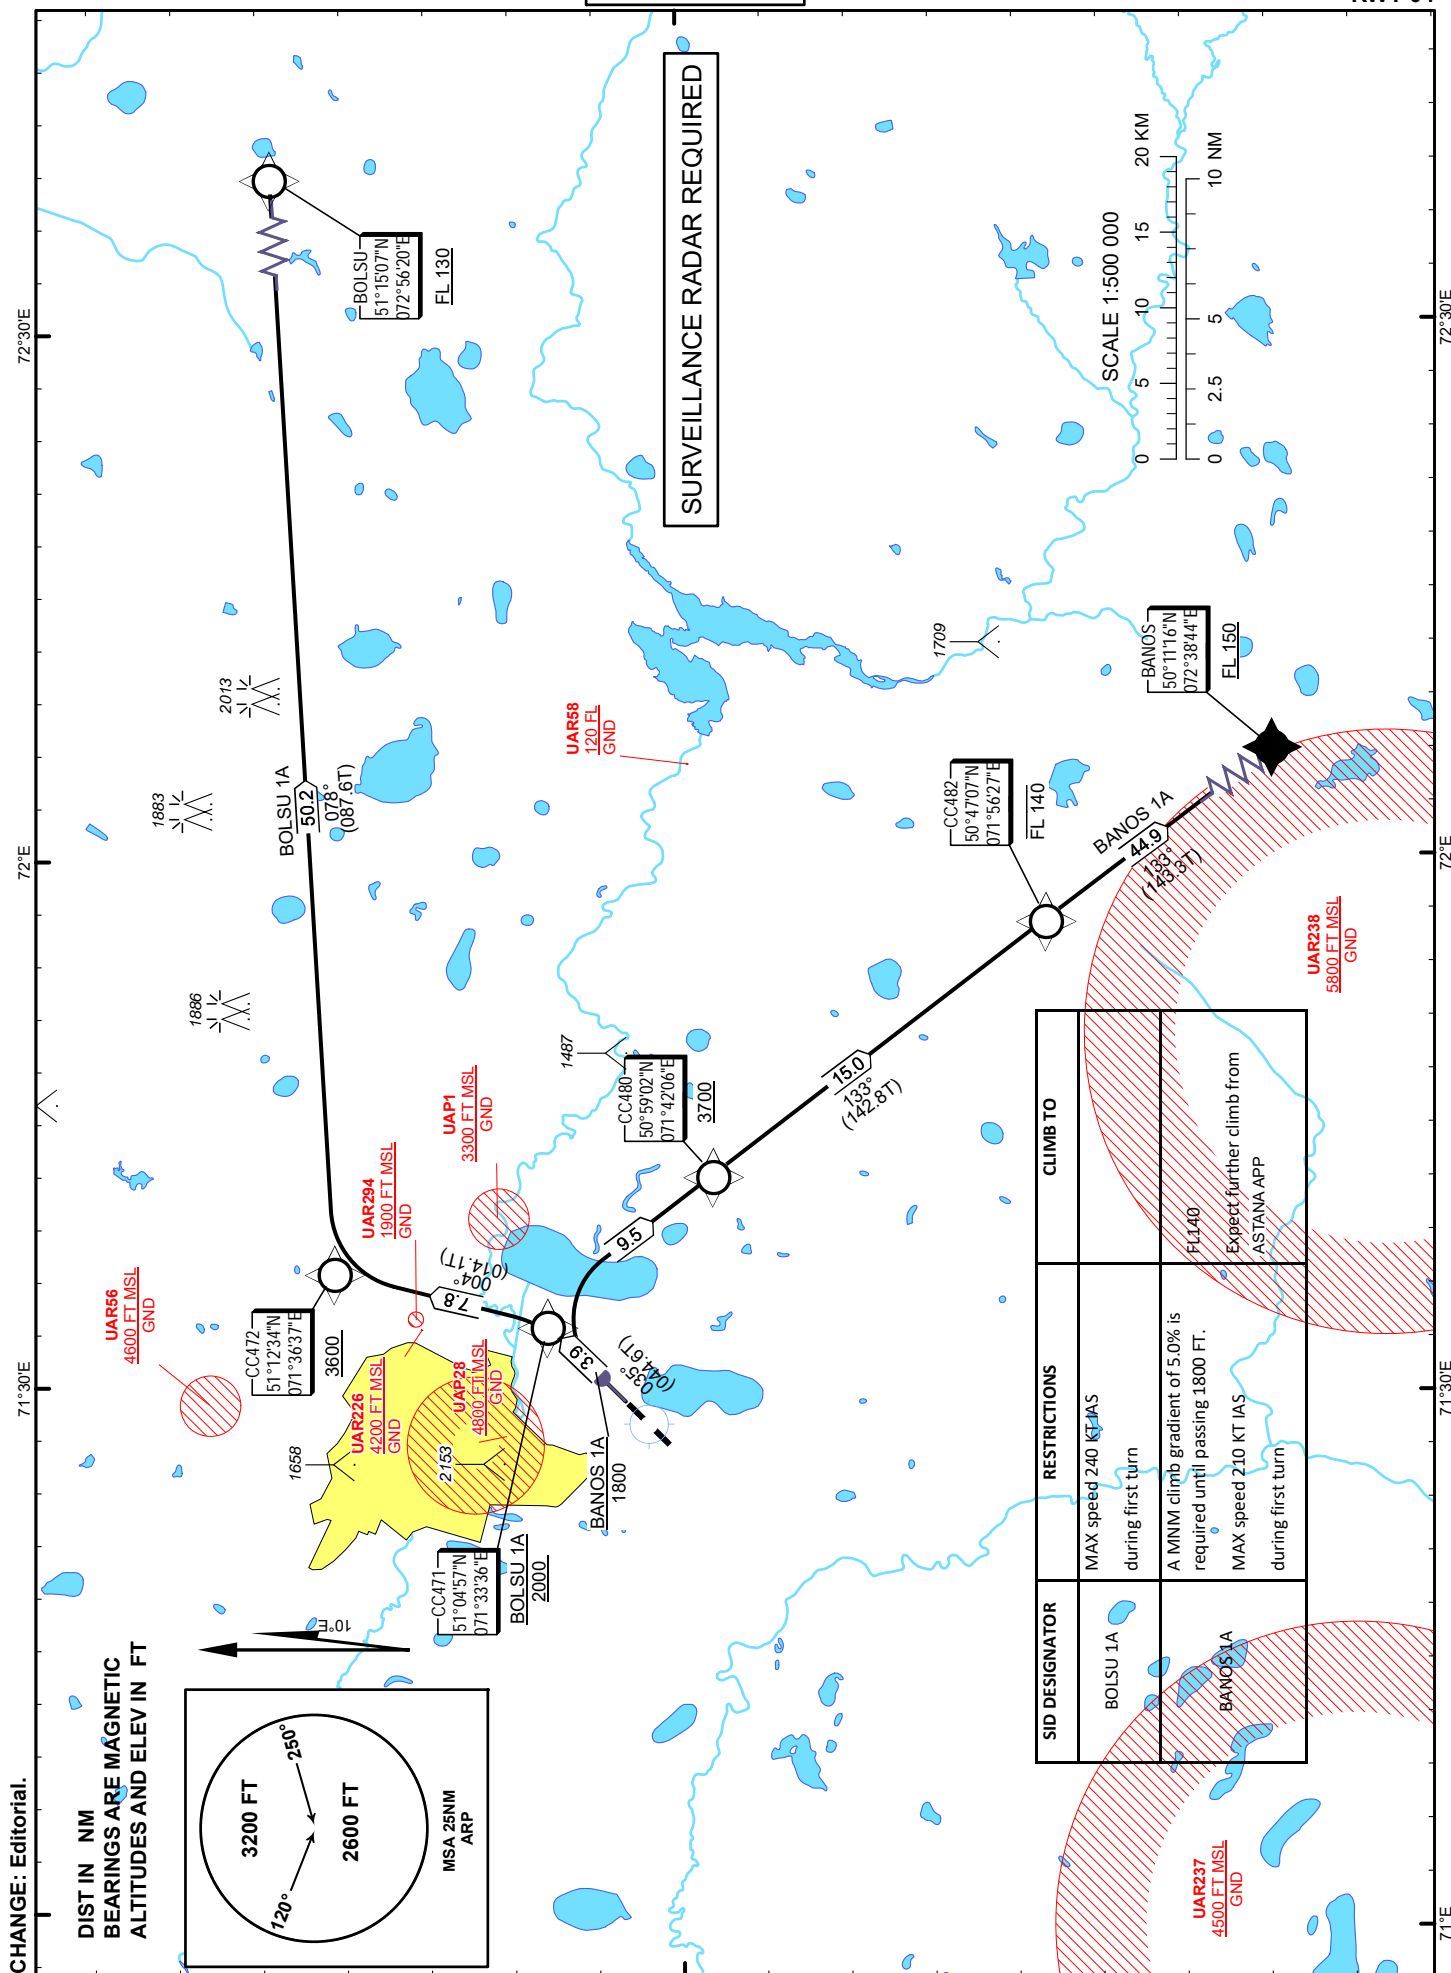 CHANGE: Editorial.
DIST IN NM
BEARINGS ARE MAGNETIC
ALTITUDES AND ELEV IN FT
120°
250°
3200 FT
2600 FT
MSA 25NM
ARP
10°E
71°E
71°30'E
72°E
72°30'E
SURVEILLANCE RADAR REQUIRED
BOLSU
51°15'07"N
072°56'20"E
FL 130
2013
1883
1886
BOLSU 1A
50.2
078°
(087.6T)
UAR56
4600 FT MSL
GND
CC472
51°12'34"N
071°36'37"E
3600
UAR294
1900 FT MSL
GND
UAP1
3300 FT MSL
GND
7.8
004°
(014.1T)
1658
UAR226
4200 FT MSL
GND
UAP28
4800 FT MSL
GND
2153
CC471
51°04'57"N
071°33'36"E
BOLSU 1A
2000
BANOS 1A
1800
3.9
035°
(044.6T)
9.5
1487
CC480
50°59'02"N
071°42'06"E
3700
UAR58
120 FL
GND
15.0
133°
(142.8T)
1709
CC482
50°47'07"N
071°56'27"E
FL 140
BANOS 1A
44.9
133°
(143.3T)
BANOS
50°11'16"N
072°38'44"E
FL 150
UAR238
5800 FT MSL
GND
UAR237
4500 FT MSL
GND
SCALE 1:500 000
0 5 10 15 20 KM
0 2.5 5 10 NM
SID DESIGNATOR RESTRICTIONS CLIMB TO
BOLSU 1A
MAX speed 240 KT IAS
during first turn
BANOS 1A
A MNM climb gradient of 5.0% is
required until passing 1800 FT.
MAX speed 210 KT IAS
during first turn
FL140
Expect further climb from
ASTANA APP
71°E
71°30'E
72°E
72°30'E